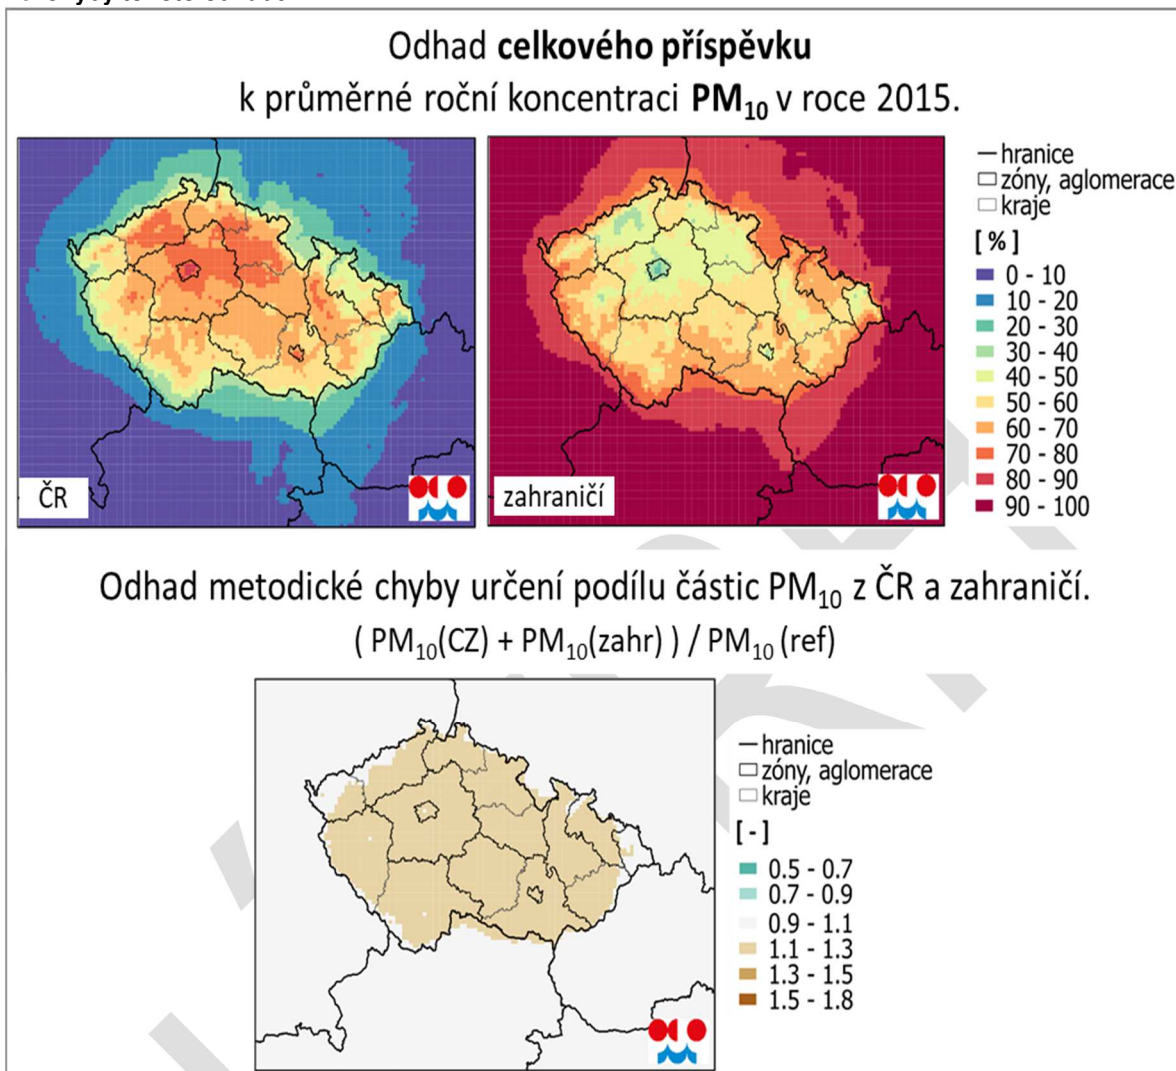 Odhad celkového příspěvku
k průměrné roční koncentraci PM₁₀ v roce 2015.
ČR
zahraničí
hranice
zóny, aglomerace
kraje
[ % ]
0 - 10
10 - 20
20 - 30
30 - 40
40 - 50
50 - 60
60 - 70
70 - 80
80 - 90
90 - 100
Odhad metodické chyby určení podílu částic PM₁₀ z ČR a zahraničí.
( PM₁₀(CZ) + PM₁₀(zahr) ) / PM₁₀ (ref)
hranice
zóny, aglomerace
kraje
[ - ]
0.5 - 0.7
0.7 - 0.9
0.9 - 1.1
1.1 - 1.3
1.3 - 1.5
1.5 - 1.8